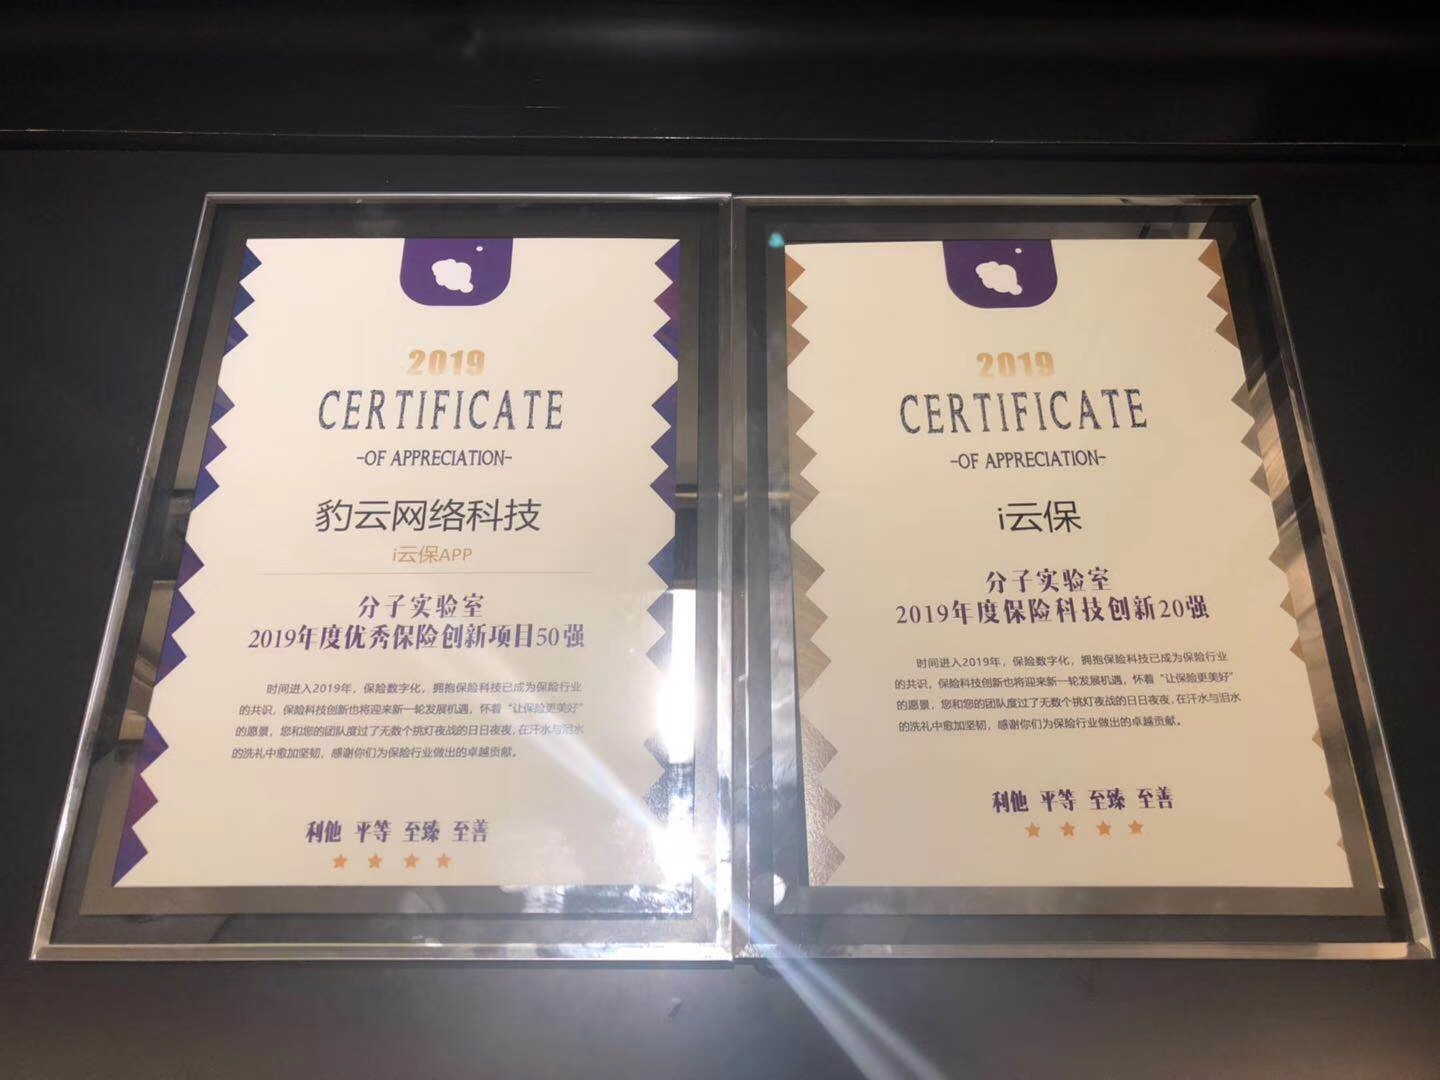 2019
CERTIFICATE
-OF APPRECIATION-
豹云网络科技
i云保APP
分子实验室
2019年度优秀保险创新项目50强
时间进入2019年，保险数字化，拥抱保险科技已成为保险行业
的共识，保险科技创新也将迎来新一轮发展机遇，怀着“让保险更美好”
的愿景，您和您的团队度过了无数个挑灯夜战的日日夜夜，在汗水与泪水
的洗礼中愈加坚韧，感谢你们为保险行业做出的卓越贡献。
利他 平等 至臻 至善
2019
CERTIFICATE
-OF APPRECIATION-
i云保
分子实验室
2019年度保险科技创新20强
时间进入2019年，保险数字化，拥抱保险科技已成为保险行业
的共识，保险科技创新也将迎来新一轮发展机遇，怀着“让保险更美好”
的愿景，您和您的团队度过了无数个挑灯夜战的日日夜夜，在汗水与泪水
的洗礼中愈加坚韧，感谢你们为保险行业做出的卓越贡献。
利他 平等 至臻 至善